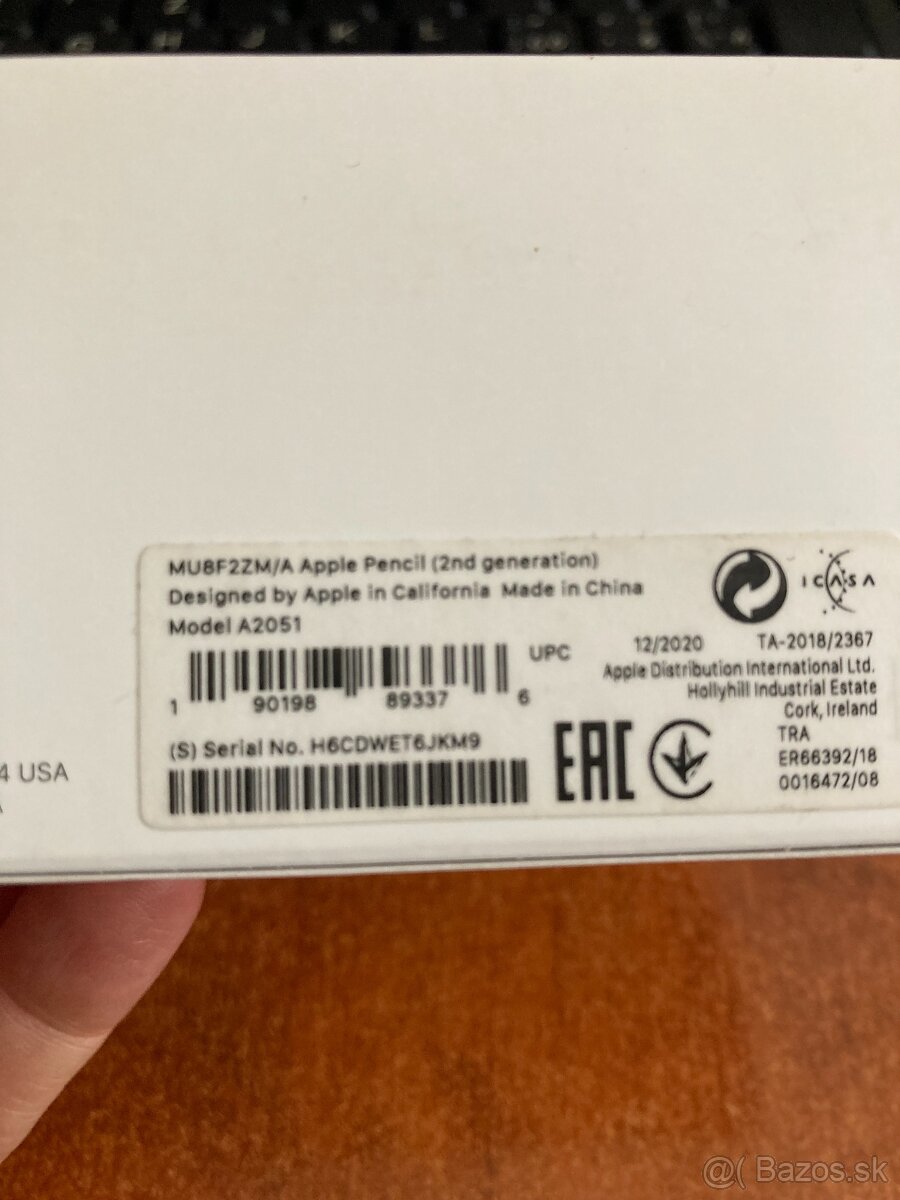 MU8F2ZM/A Apple Pencil (2nd generation)
Designed by Apple in California Made in China
Model A2051
UPC
1 90198 89337 6
(S) Serial No. H6CDWET6JKM9
ICASA
12/2020 TA-2018/2367
Apple Distribution International Ltd.
Hollyhill Industrial Estate
Cork, Ireland
TRA
ER66392/18
0016472/08
EAC
4 USA
@( Bazos.sk